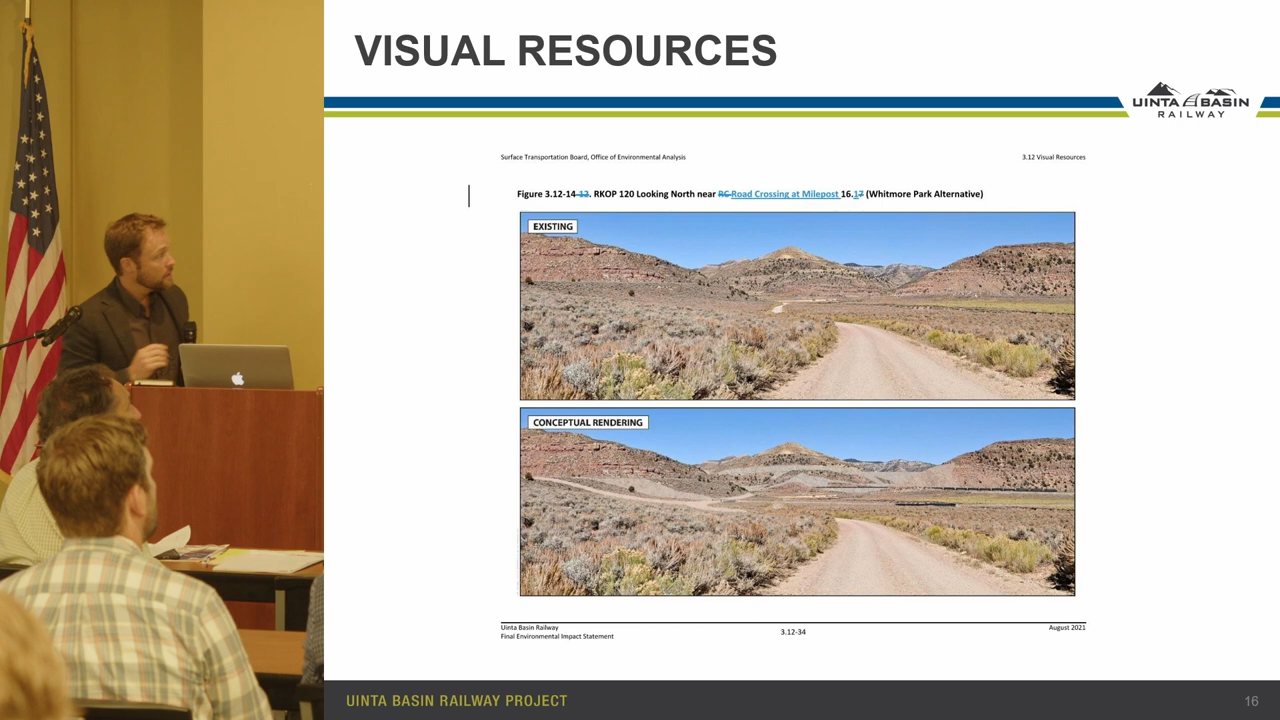 VISUAL RESOURCES
UINTA BASIN
RAILWAY
Surface Transportation Board, Office of Environmental Analysis
3.12 Visual Resources
Figure 3.12-14-12. RKOP 120 Looking North near RC Road Crossing at Milepost 16.17 (Whitmore Park Alternative)
EXISTING
CONCEPTUAL RENDERING
Uinta Basin Railway
Final Environmental Impact Statement
3.12-34
August 2021
UINTA BASIN RAILWAY PROJECT
16